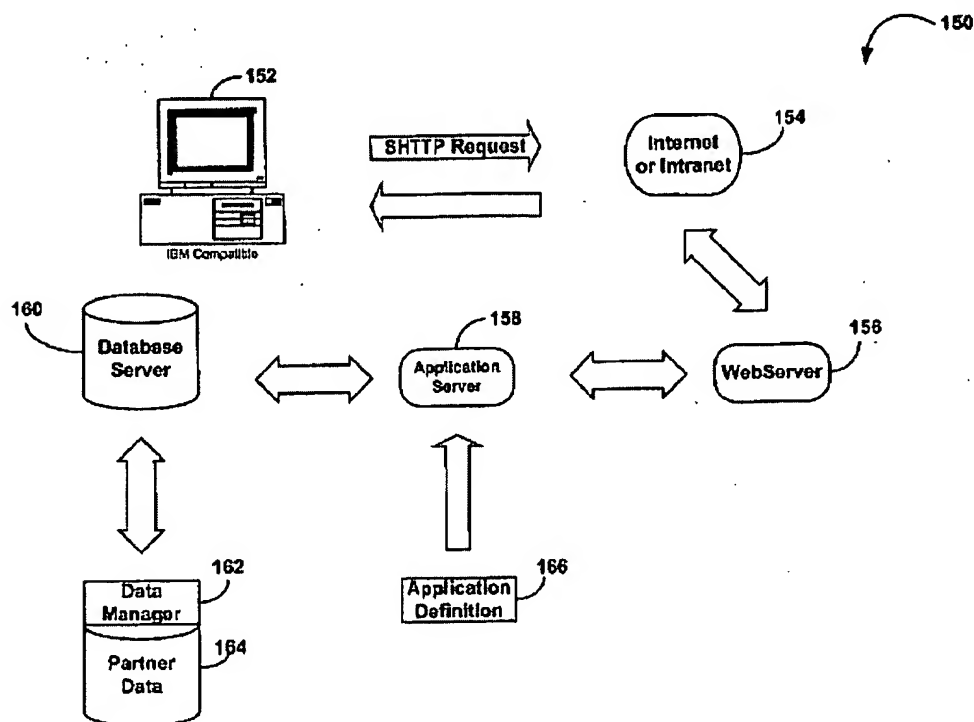 150
152
154
SHTTP Request
Internet
or Intranet
IBM Compatible
160
158
156
Database
Server
Application
Server
WebServer
162
166
Data
Manager
Application
Definition
164
Partner
Data